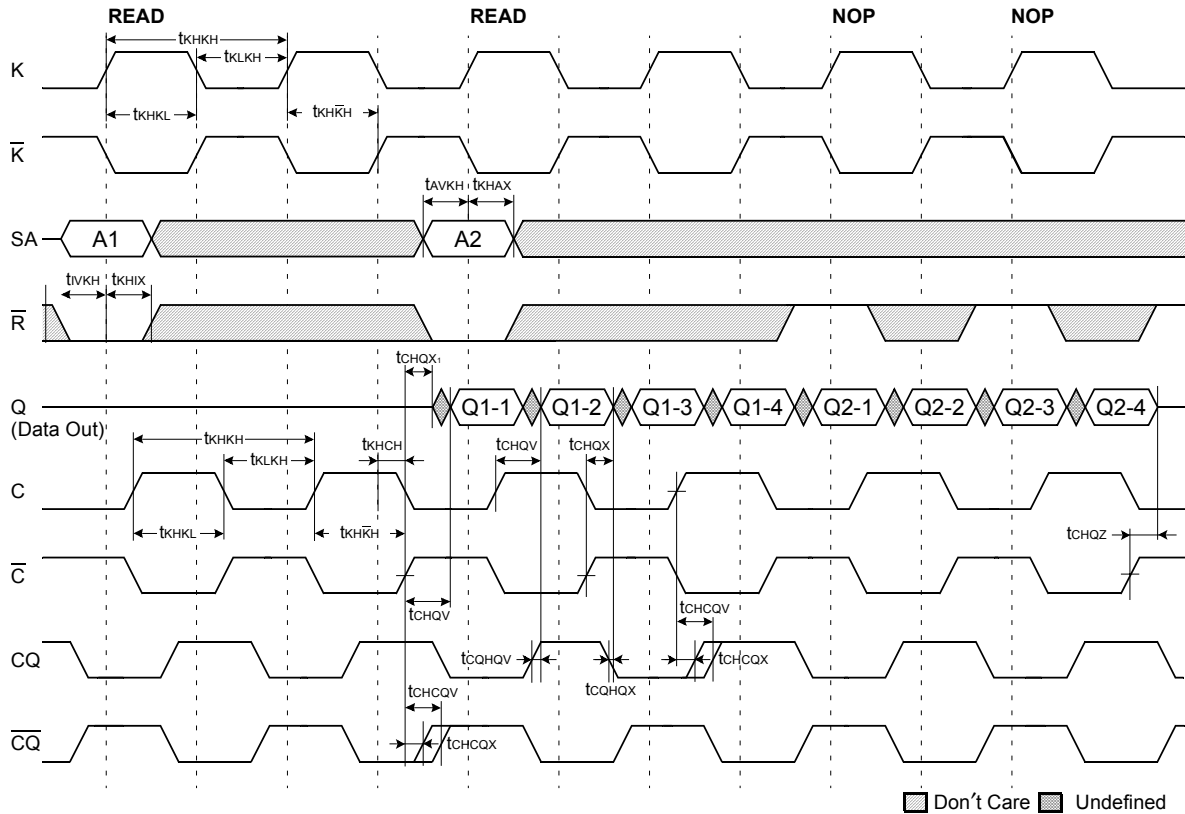 READ READ NOP NOP
tKHKH
tKLKH
K
tKHKL tKHK̅H
K̅
tAVKH tKHAX
SA A1 A2
tIVKH tKHIX
R̅
tCHQX1
Q Q1-1 Q1-2 Q1-3 Q1-4 Q2-1 Q2-2 Q2-3 Q2-4
(Data Out)
tKHKH tKHCH tCHQV tCHQX
tKLKH
C
tKHKL tKHK̅H tCHQZ
C̅
tCHQV tCHCQV
CQ tCQHQV tCHCQX
tCQHQX
tCHCQV
C̅Q̅ tCHCQX
Don't Care Undefined